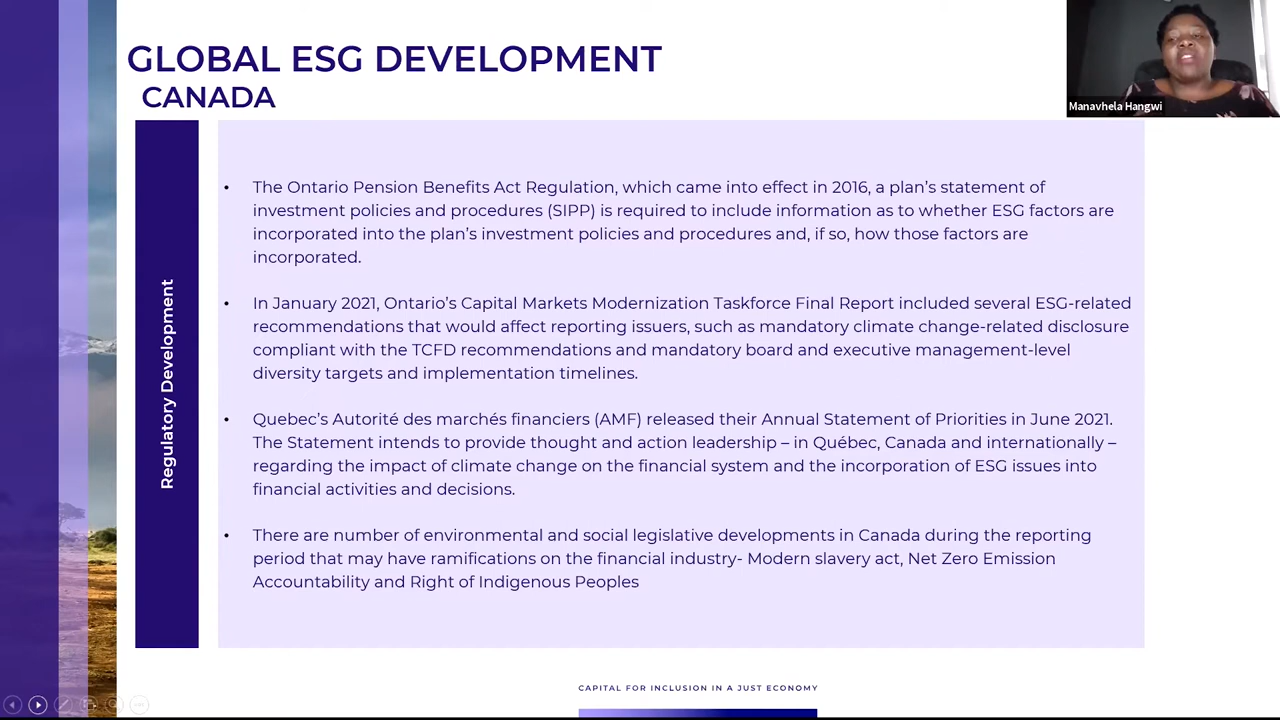 GLOBAL ESG DEVELOPMENT
CANADA
Manavhela Hangwi
Regulatory Development
• The Ontario Pension Benefits Act Regulation, which came into effect in 2016, a plan's statement of
investment policies and procedures (SIPP) is required to include information as to whether ESG factors are
incorporated into the plan's investment policies and procedures and, if so, how those factors are
incorporated.
• In January 2021, Ontario's Capital Markets Modernization Taskforce Final Report included several ESG-related
recommendations that would affect reporting issuers, such as mandatory climate change-related disclosure
compliant with the TCFD recommendations and mandatory board and executive management-level
diversity targets and implementation timelines.
• Quebec's Autorité des marchés financiers (AMF) released their Annual Statement of Priorities in June 2021.
The Statement intends to provide thought and action leadership – in Québec, Canada and internationally –
regarding the impact of climate change on the financial system and the incorporation of ESG issues into
financial activities and decisions.
• There are number of environmental and social legislative developments in Canada during the reporting
period that may have ramifications on the financial industry- Modern slavery act, Net Zero Emission
Accountability and Right of Indigenous Peoples
CAPITAL FOR INCLUSION IN A JUST ECONOMY